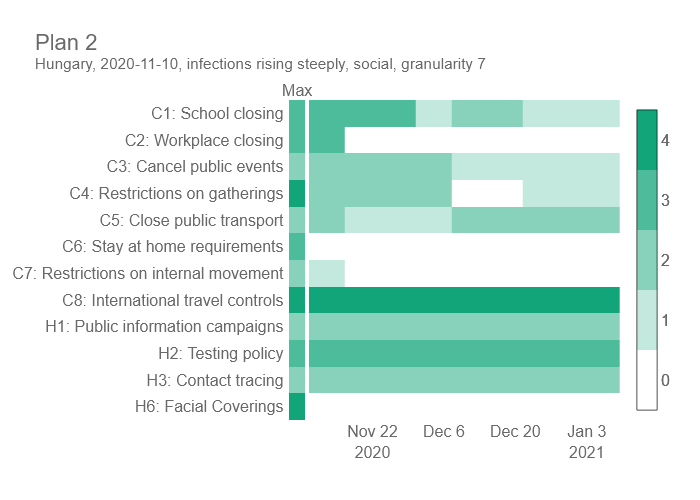 Plan 2
Hungary, 2020-11-10, infections rising steeply, social, granularity 7
Max
C1: School closing
C2: Workplace closing
C3: Cancel public events
C4: Restrictions on gatherings
C5: Close public transport
C6: Stay at home requirements
C7: Restrictions on internal movement
C8: International travel controls
H1: Public information campaigns
H2: Testing policy
H3: Contact tracing
H6: Facial Coverings
4
3
2
1
0
Nov 22 Dec 6 Dec 20 Jan 3
2020 2021